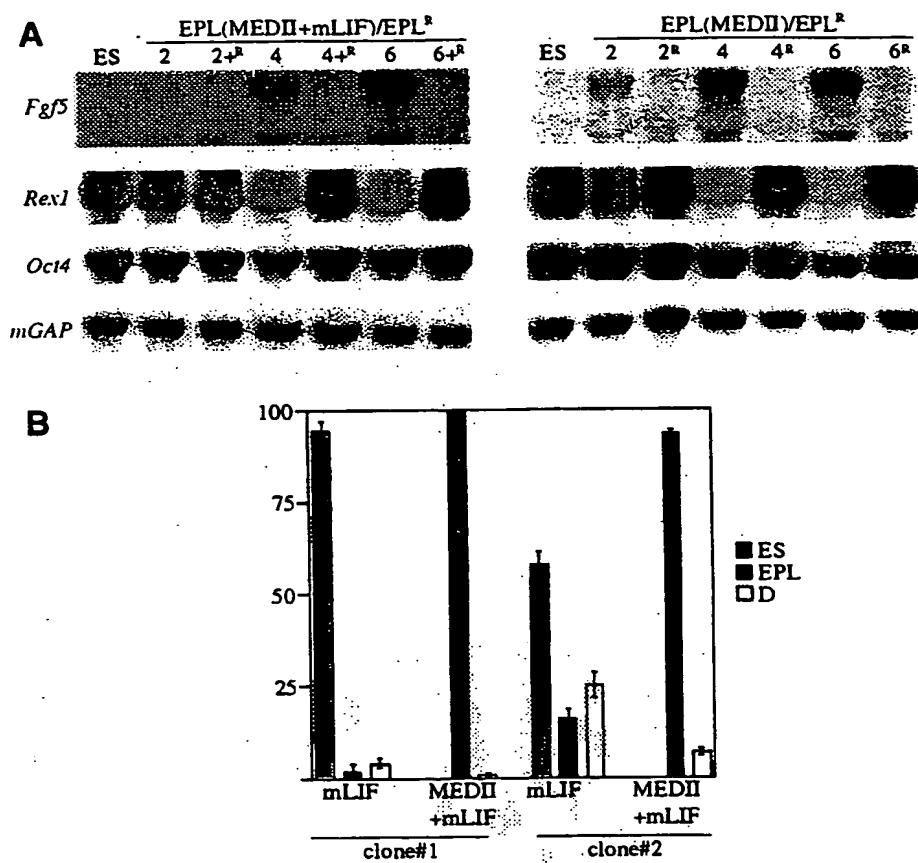 A
EPL(MEDII+mLIF)/EPL^R
ES 2 2+^R 4 4+^R 6 6+^R
EPL(MEDII)/EPL^R
ES 2 2^R 4 4^R 6 6^R
Fgf5
Rex1
Oct4
mGAP
B
100
75
50
25
ES
EPL
D
mLIF MEDII +mLIF mLIF MEDII +mLIF
clone#1 clone#2